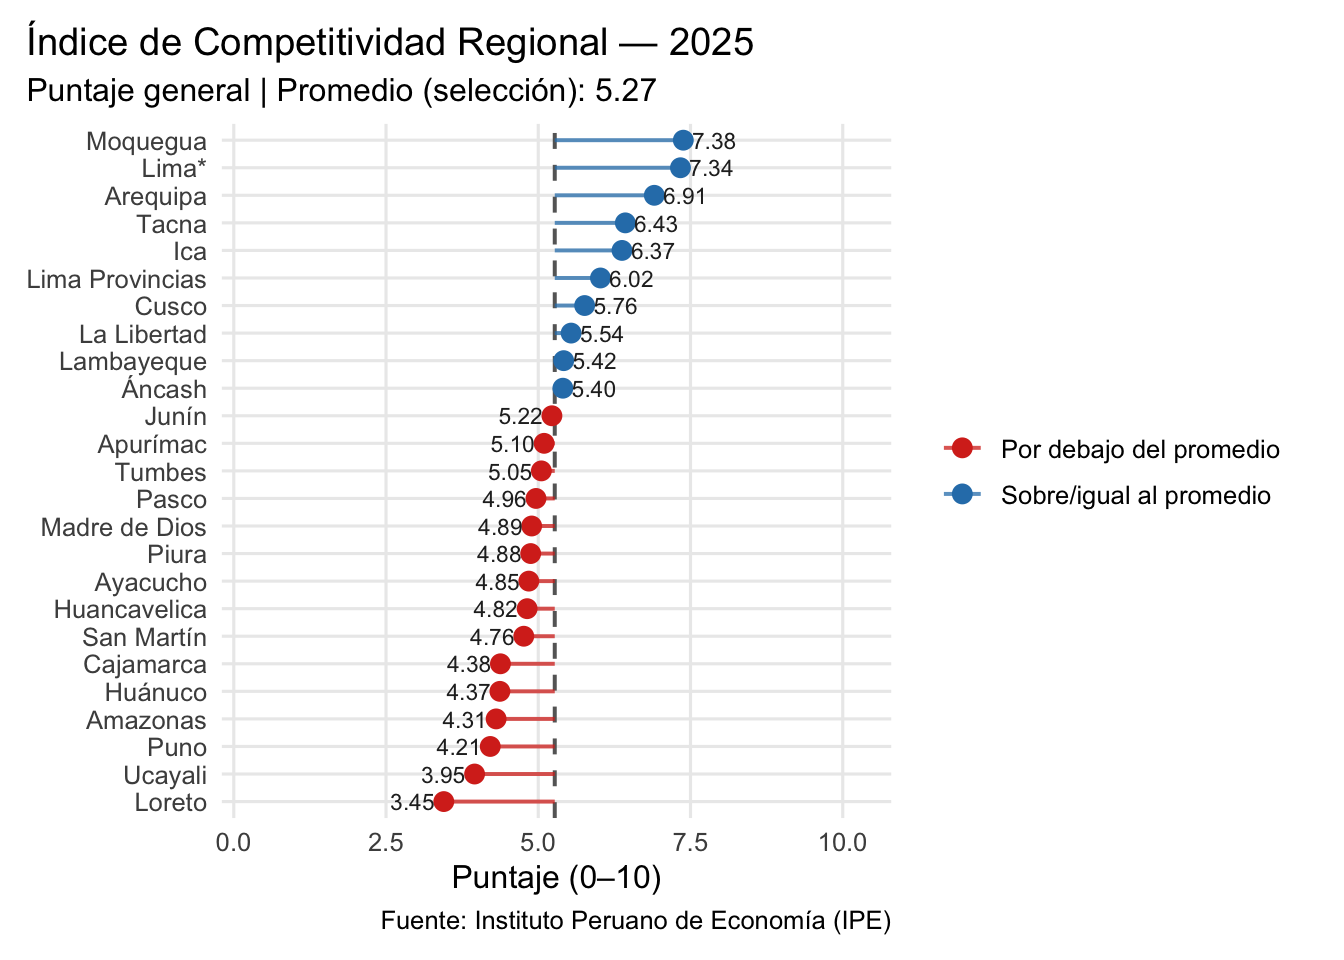 Índice de Competitividad Regional — 2025
Puntaje general | Promedio (selección): 5.27
Moquegua 7.38
Lima* 7.34
Arequipa 6.91
Tacna 6.43
Ica 6.37
Lima Provincias 6.02
Cusco 5.76
La Libertad 5.54
Lambayeque 5.42
Áncash 5.40
Junín 5.22
Apurímac 5.10
Tumbes 5.05
Pasco 4.96
Madre de Dios 4.89
Piura 4.88
Ayacucho 4.85
Huancavelica 4.82
San Martín 4.76
Cajamarca 4.38
Huánuco 4.37
Amazonas 4.31
Puno 4.21
Ucayali 3.95
Loreto 3.45
0.0 2.5 5.0 7.5 10.0
Puntaje (0–10)
Por debajo del promedio
Sobre/igual al promedio
Fuente: Instituto Peruano de Economía (IPE)